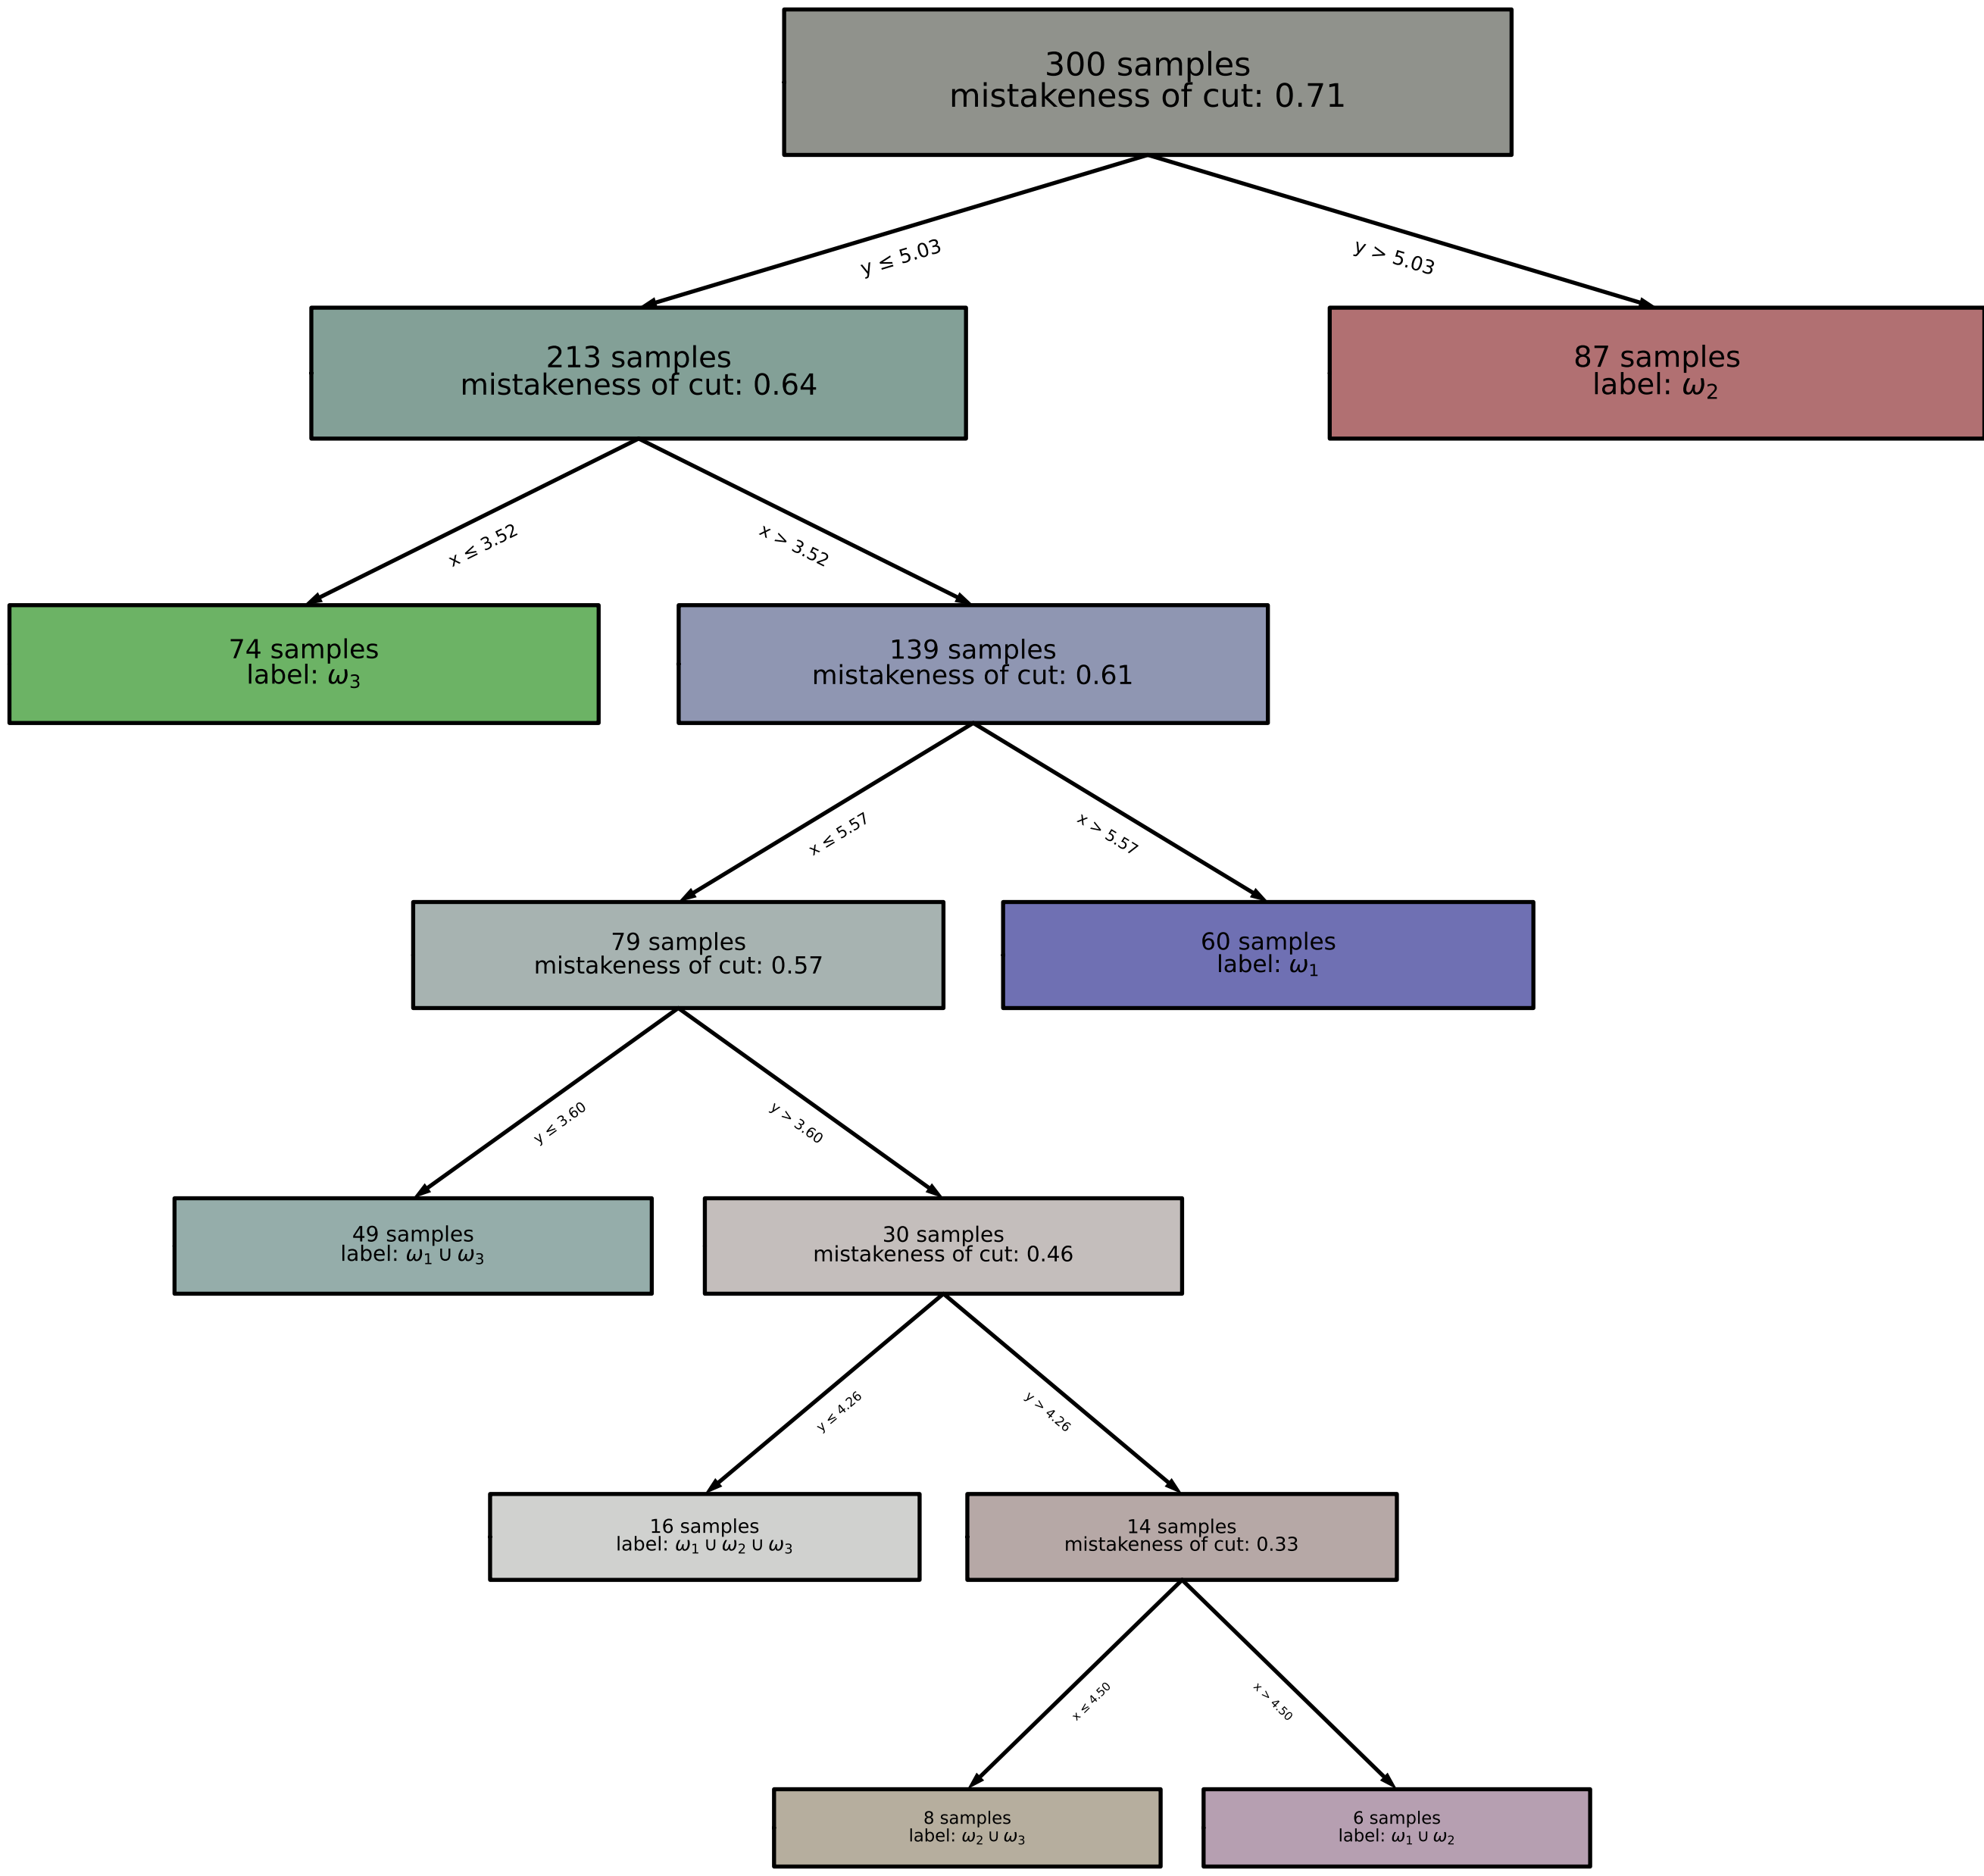 300 samples
mistakeness of cut: 0.71
y ≤ 5.03
y > 5.03
213 samples
mistakeness of cut: 0.64
87 samples
label: ω₂
x ≤ 3.52
x > 3.52
74 samples
label: ω₃
139 samples
mistakeness of cut: 0.61
x ≤ 5.57
x > 5.57
79 samples
mistakeness of cut: 0.57
60 samples
label: ω₁
y ≤ 3.60
y > 3.60
49 samples
label: ω₁ ∪ ω₃
30 samples
mistakeness of cut: 0.46
y ≤ 4.26
y > 4.26
16 samples
label: ω₁ ∪ ω₂ ∪ ω₃
14 samples
mistakeness of cut: 0.33
x ≤ 4.50
x > 4.50
8 samples
label: ω₂ ∪ ω₃
6 samples
label: ω₁ ∪ ω₂